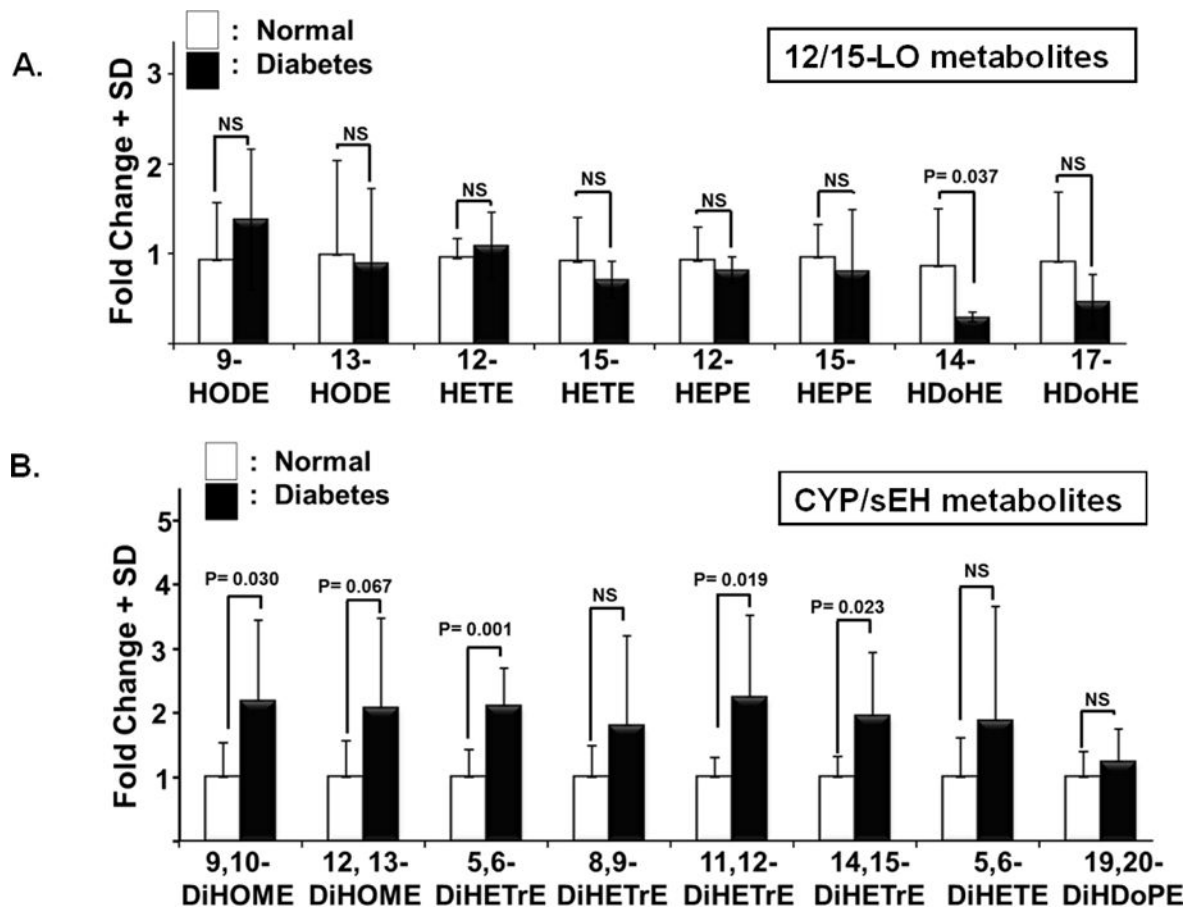 A.
: Normal
: Diabetes
12/15-LO metabolites
Fold Change + SD
3
2
1
NS
NS
NS
NS
NS
NS
P= 0.037
NS
9-
HODE
13-
HODE
12-
HETE
15-
HETE
12-
HEPE
15-
HEPE
14-
HDoHE
17-
HDoHE
B.
: Normal
: Diabetes
CYP/sEH metabolites
Fold Change + SD
5
4
3
2
1
P= 0.030
P= 0.067
P= 0.001
NS
P= 0.019
P= 0.023
NS
NS
9,10-
DiHOME
12, 13-
DiHOME
5,6-
DiHETrE
8,9-
DiHETrE
11,12-
DiHETrE
14,15-
DiHETrE
5,6-
DiHETE
19,20-
DiHDoPE